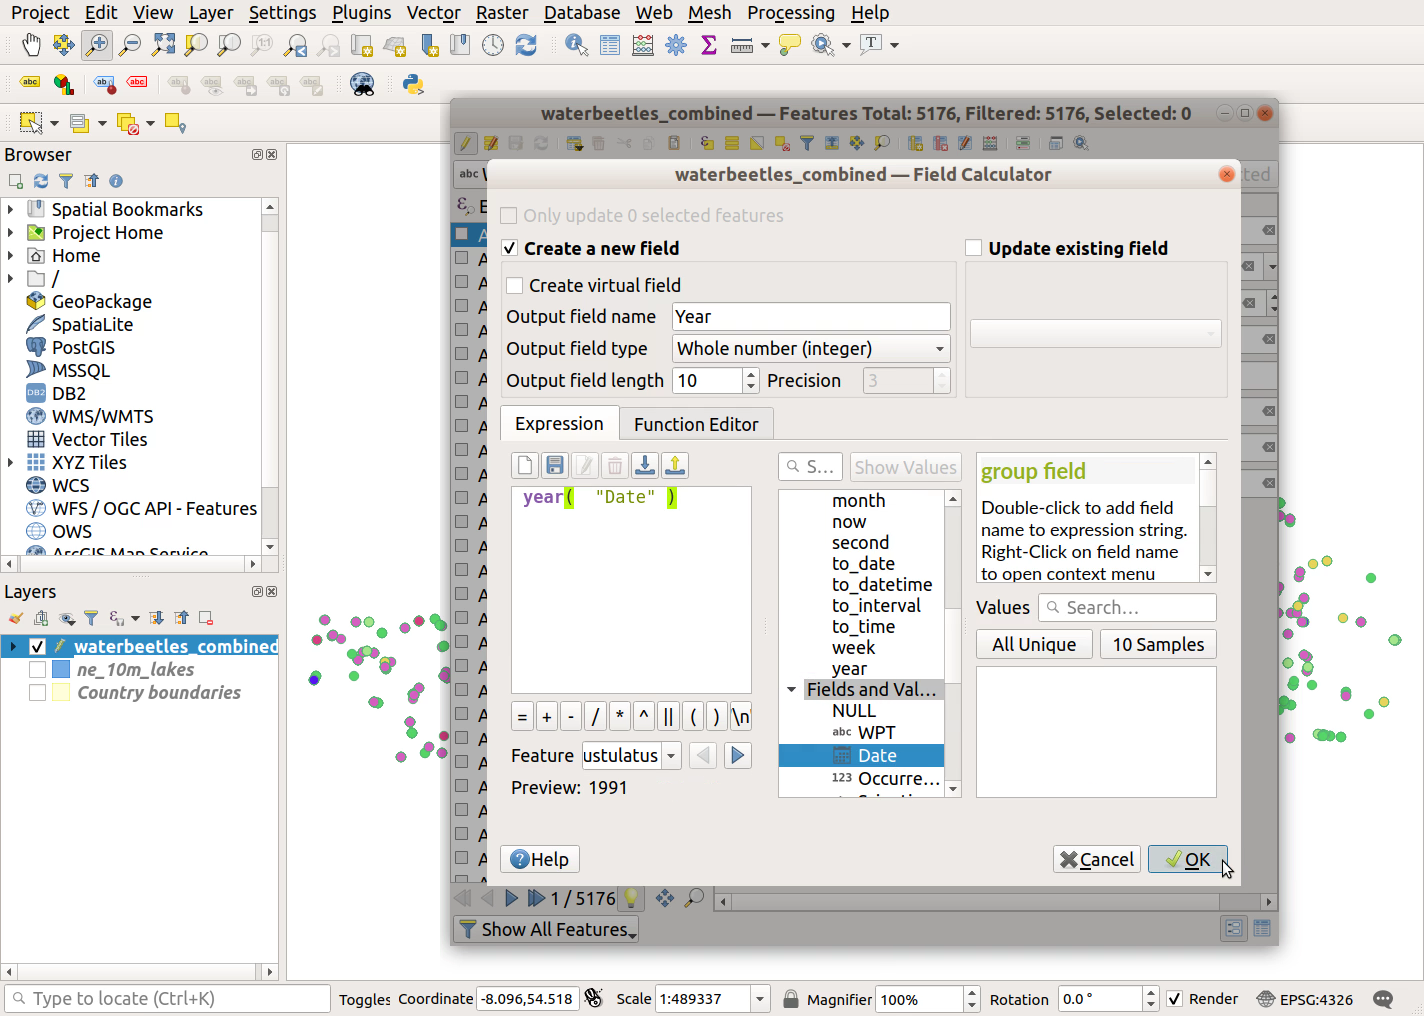 Project Edit View Layer Settings Plugins Vector Raster Database Web Mesh Processing Help
waterbeetles_combined — Features Total: 5176, Filtered: 5176, Selected: 0
Browser
Spatial Bookmarks
Project Home
Home
/
GeoPackage
SpatiaLite
PostGIS
MSSQL
DB2
WMS/WMTS
Vector Tiles
XYZ Tiles
WCS
WFS / OGC API - Features
OWS
ArcGIS Map Service
Layers
waterbeetles_combined
ne_10m_lakes
Country boundaries
waterbeetles_combined — Field Calculator
Only update 0 selected features
Create a new field
Update existing field
Create virtual field
Output field name Year
Output field type Whole number (integer)
Output field length 10 Precision 3
Expression Function Editor
S... Show Values
year( "Date" )
= + - / * ^ || ( ) \n'
Feature ustulatus
Preview: 1991
month
now
second
to_date
to_datetime
to_interval
to_time
week
year
Fields and Val...
NULL
abc WPT
Date
123 Occurre...
group field
Double-click to add field
name to expression string.
Right-Click on field name
to open context menu
Values Search...
All Unique 10 Samples
Help Cancel OK
1 / 5176
Show All Features
Type to locate (Ctrl+K) Toggles Coordinate -8.096,54.518 Scale 1:489337 Magnifier 100% Rotation 0.0 ° Render EPSG:4326